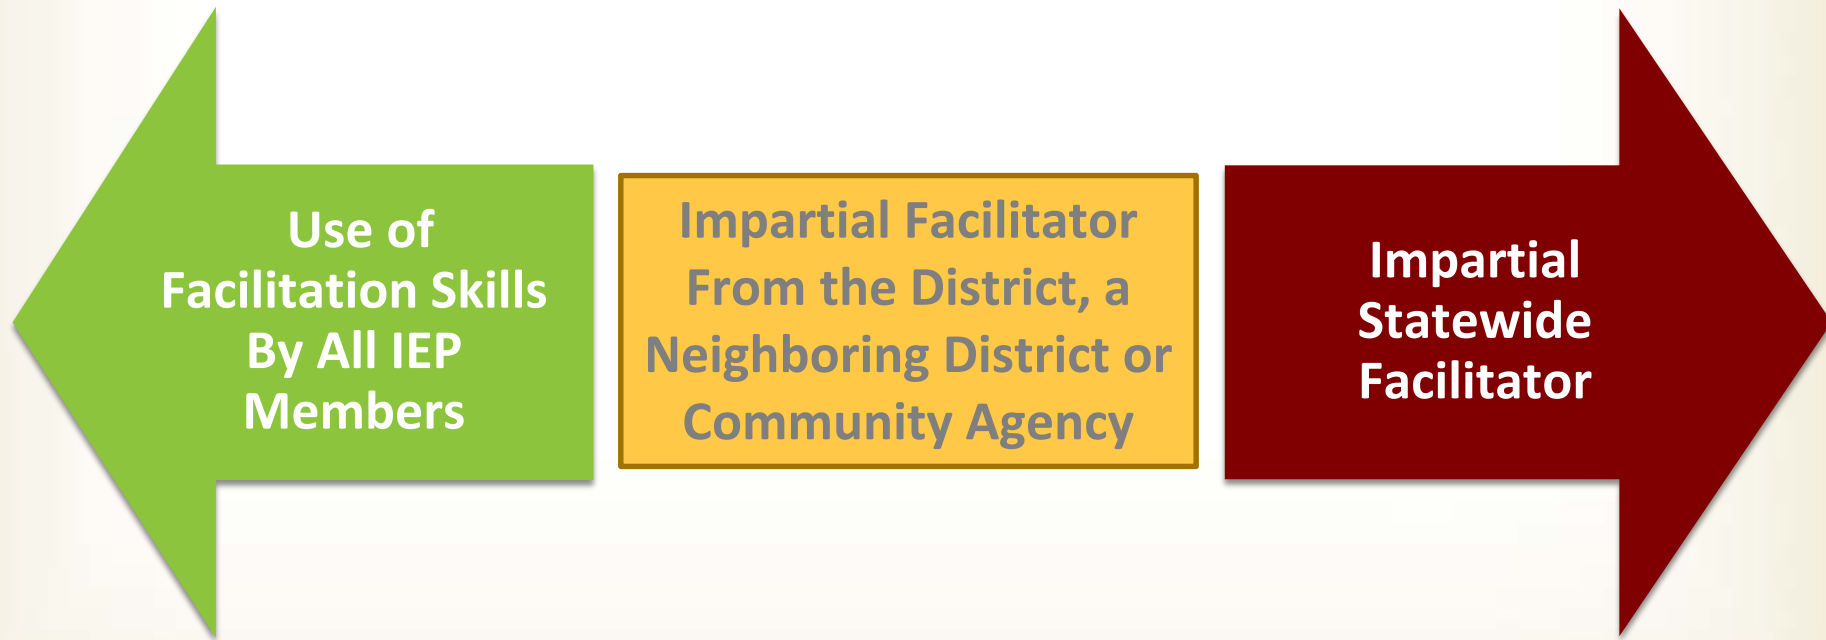 Use of
Facilitation Skills
By All IEP
Members
Impartial Facilitator
From the District, a
Neighboring District or
Community Agency
Impartial
Statewide
Facilitator